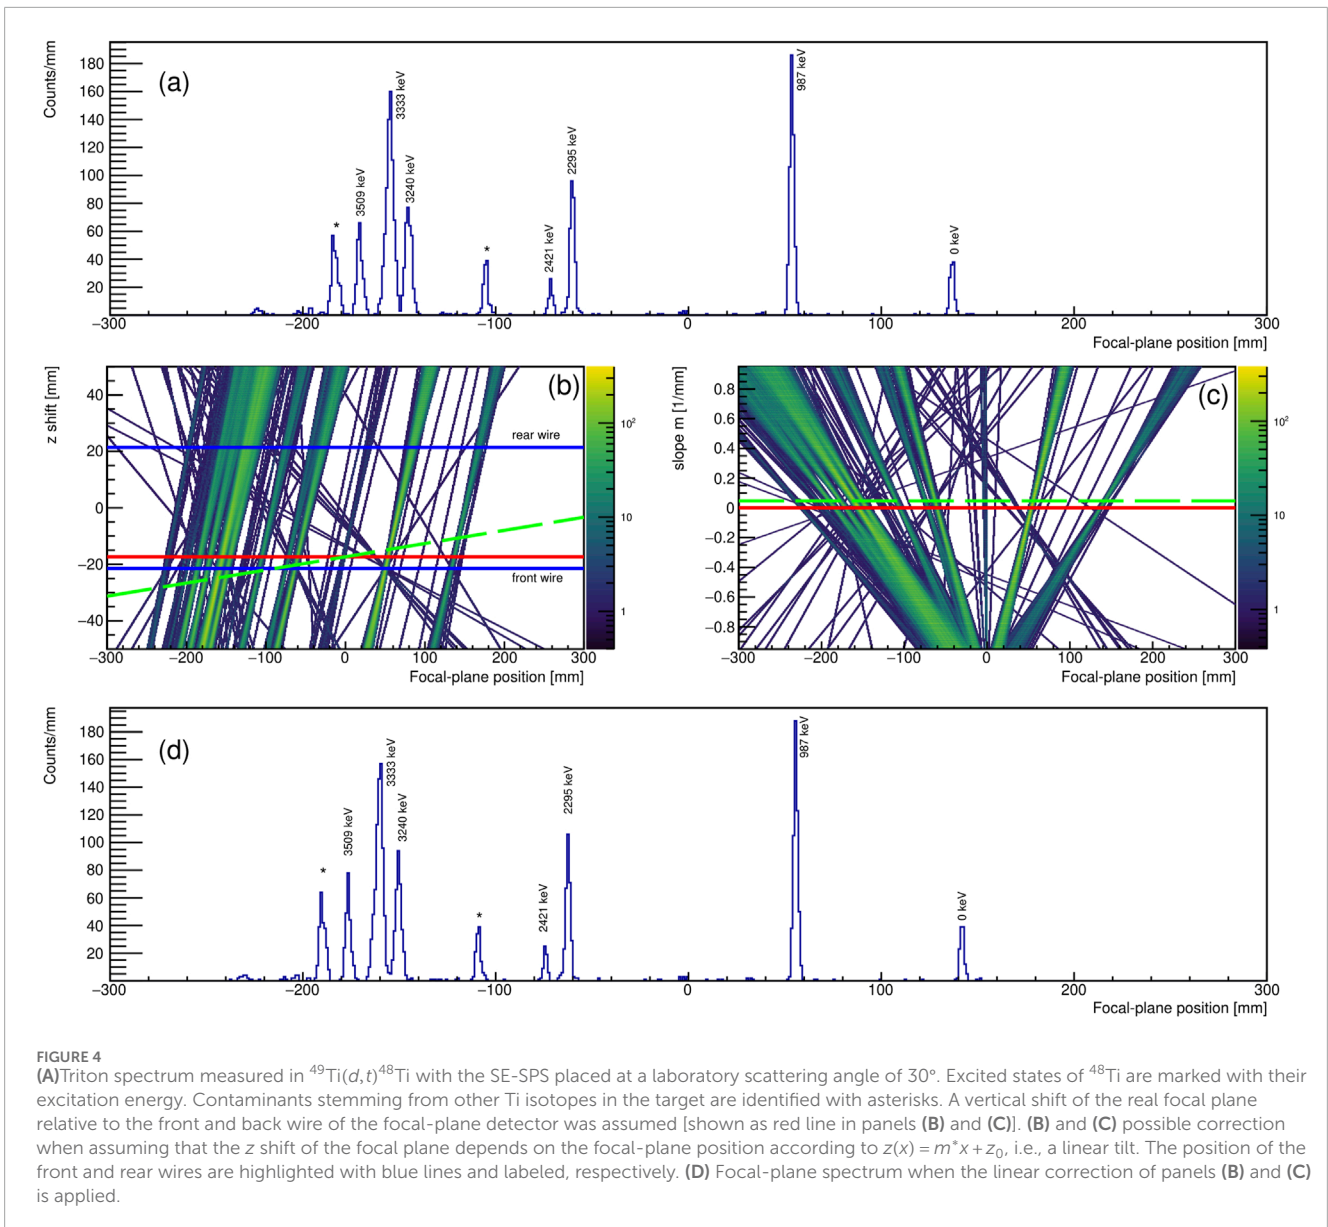 Counts/mm
180
160
140
120
100
80
60
40
20
(a)
*
3509 keV
3333 keV
3240 keV
*
2421 keV
2295 keV
987 keV
0 keV
−300
−200
−100
0
100
200
300
Focal-plane position [mm]
z shift [mm]
40
20
0
−20
−40
(b)
rear wire
front wire
10²
10
1
−300
−200
−100
0
100
200
300
Focal-plane position [mm]
slope m [1/mm]
0.8
0.6
0.4
0.2
0
−0.2
−0.4
−0.6
−0.8
(c)
10²
10
1
−300
−200
−100
0
100
200
300
Focal-plane position [mm]
Counts/mm
180
160
140
120
100
80
60
40
20
(d)
*
3509 keV
3333 keV
3240 keV
*
2421 keV
2295 keV
987 keV
0 keV
−300
−200
−100
0
100
200
300
Focal-plane position [mm]
FIGURE 4
(A)Triton spectrum measured in ⁴⁹Ti(d,t)⁴⁸Ti with the SE-SPS placed at a laboratory scattering angle of 30°. Excited states of ⁴⁸Ti are marked with their
excitation energy. Contaminants stemming from other Ti isotopes in the target are identified with asterisks. A vertical shift of the real focal plane
relative to the front and back wire of the focal-plane detector was assumed [shown as red line in panels (B) and (C)]. (B) and (C) possible correction
when assuming that the z shift of the focal plane depends on the focal-plane position according to z(x) = m*x + z₀, i.e., a linear tilt. The position of the
front and rear wires are highlighted with blue lines and labeled, respectively. (D) Focal-plane spectrum when the linear correction of panels (B) and (C)
is applied.